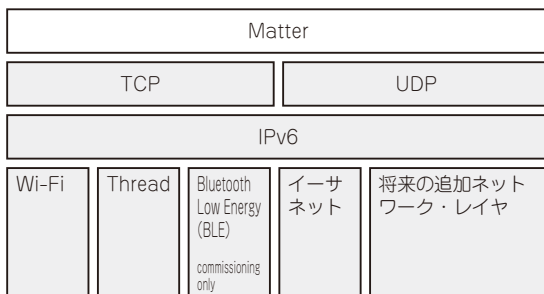 Matter
TCP
UDP
IPv6
Wi-Fi
Thread
Bluetooth
Low Energy
(BLE)
commissioning
only
イーサ
ネット
将来の追加ネット
ワーク・レイヤ